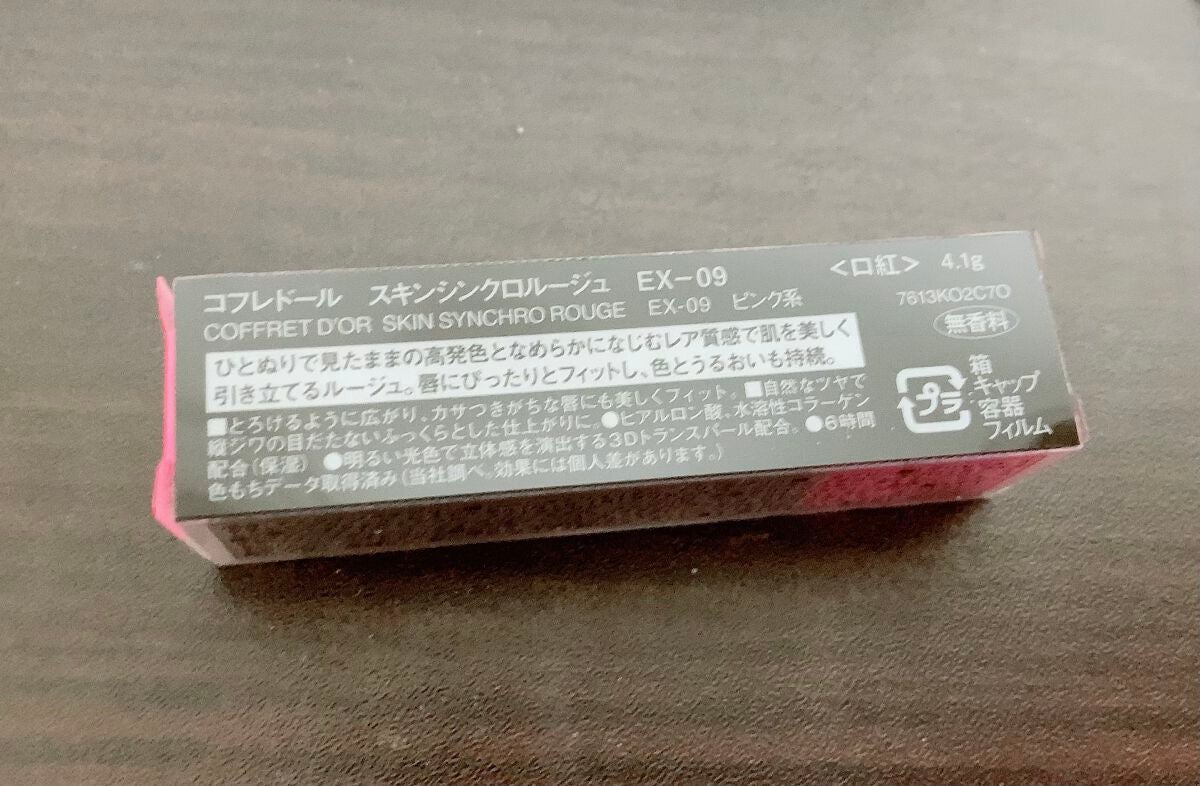 コフレドール スキンシンクロルージュ EX-09 <口紅> 4.1g
COFFRET D'OR SKIN SYNCHRO ROUGE EX-09 ピンク系 7613KO2C7O
無香料
ひとぬりで見たままの高発色となめらかになじむレア質感で肌を美しく
引き立てるルージュ。唇にぴったりとフィットし、色とうるおいも持続。
■とろけるように広がり、カサつきがちな唇にも美しくフィット。■自然なツヤで
縦ジワの目だたないふっくらとした仕上がりに。●ヒアルロン酸、水溶性コラーゲン
配合(保湿) ●明るい光色で立体感を演出する3Dトランスパール配合。●6時間
色もちデータ取得済み(当社調べ。効果には個人差があります。)
プラ
箱
キャップ
容器
フィルム